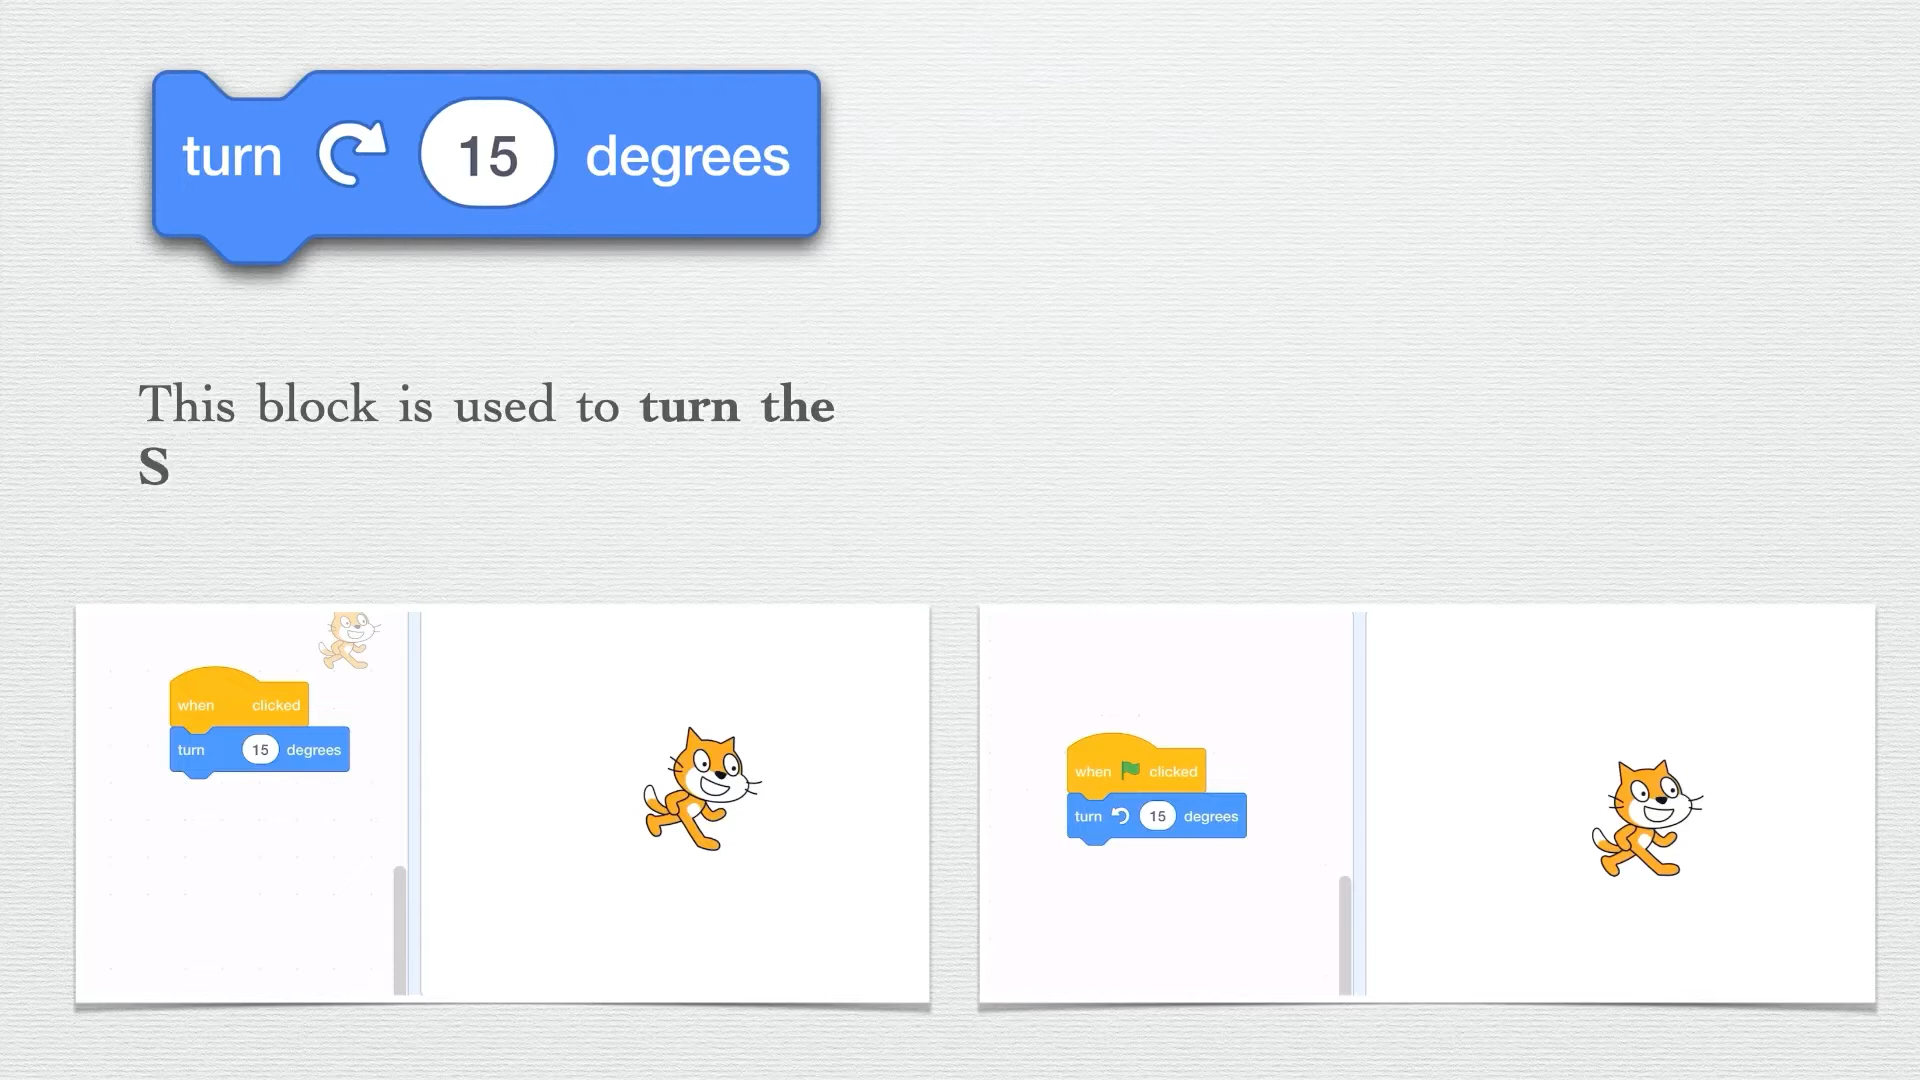 turn 15 degrees
This block is used to turn the
S
when clicked
turn 15 degrees
when clicked
turn 15 degrees